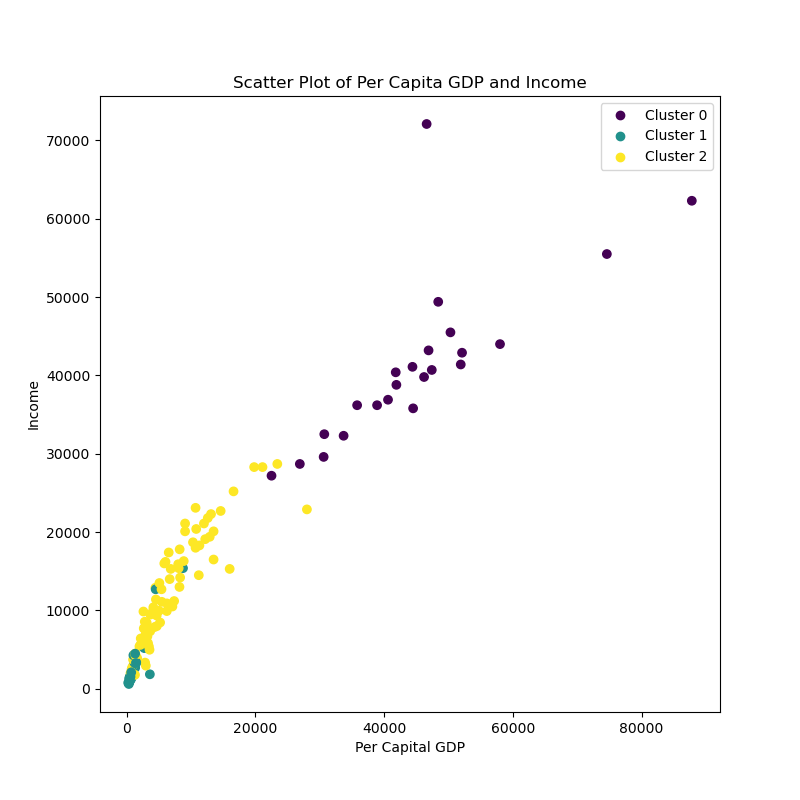 Scatter Plot of Per Capita GDP and Income
Cluster 0
Cluster 1
Cluster 2
70000
60000
50000
40000
30000
20000
10000
0
Income
0 20000 40000 60000 80000
Per Capital GDP